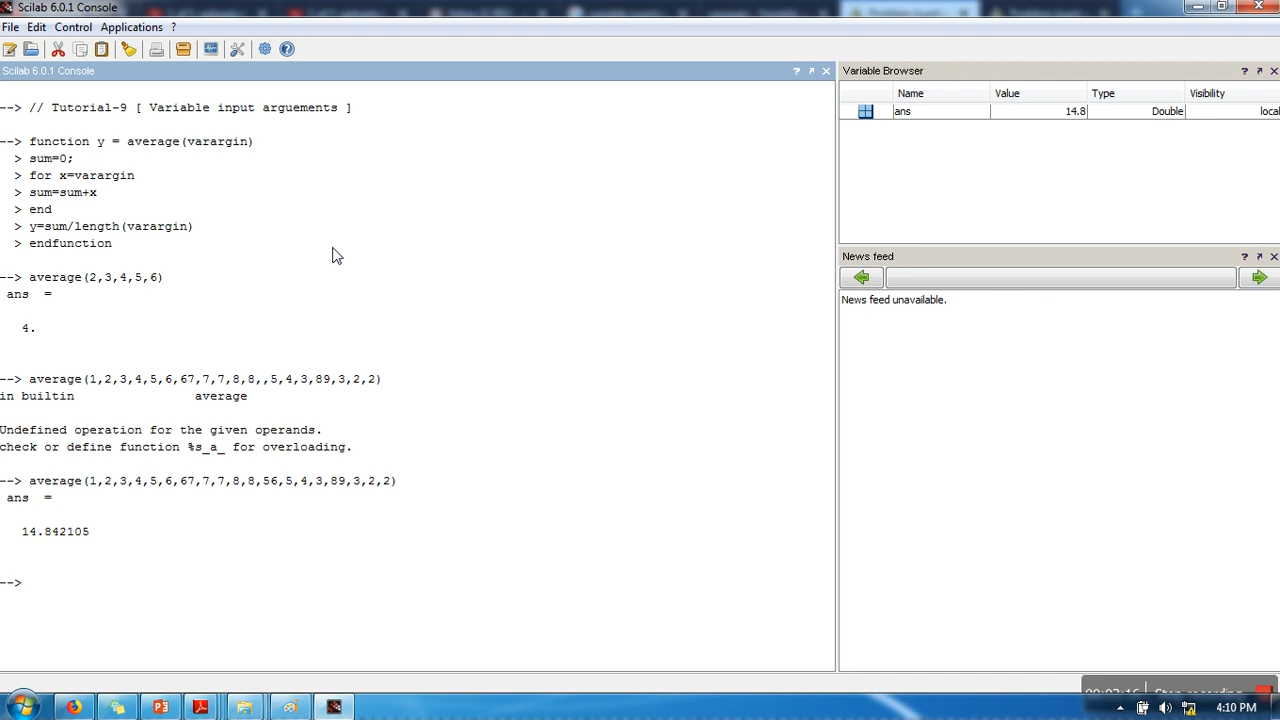 Scilab 6.0.1 Console
File Edit Control Applications ?
Scilab 6.0.1 Console ?
--> // Tutorial-9 [ Variable input arguements ]
--> function y = average(varargin)
> sum=0;
> for x=varargin
> sum=sum+x
> end
> y=sum/length(varargin)
> endfunction
--> average(2,3,4,5,6)
ans =
4.
--> average(1,2,3,4,5,6,67,7,7,8,8,,5,4,3,89,3,2,2)
in builtin average
Undefined operation for the given operands.
check or define function %s_a_ for overloading.
--> average(1,2,3,4,5,6,67,7,7,8,8,56,5,4,3,89,3,2,2)
ans =
14.842105
-->
Variable Browser ?
Name Value Type Visibility
ans 14.8 Double local
News feed ?
News feed unavailable.
Stop recording
4:10 PM